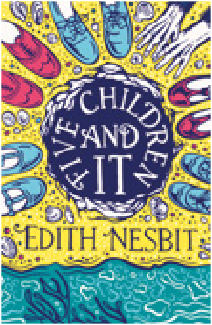 FIVE CHILDREN
AND
IT
EDITH NESBIT